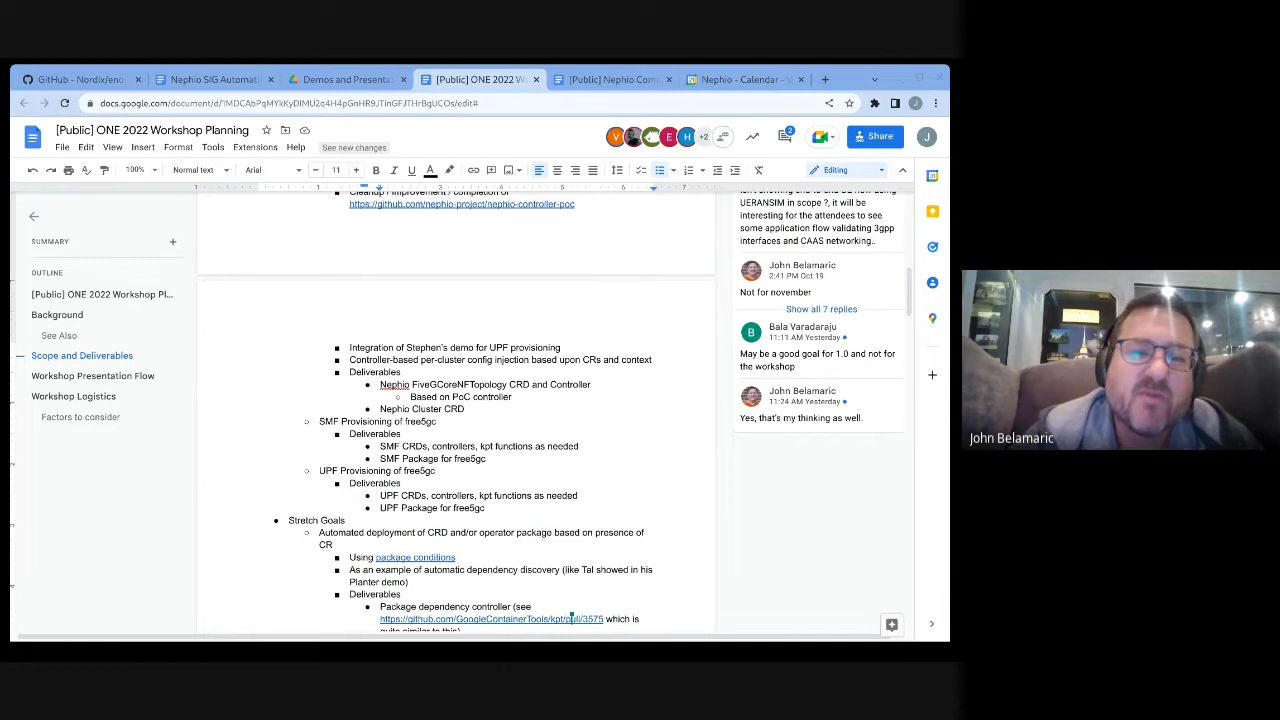 GitHub - Nordix/eno
Nephio SIG Automati
Demos and Presenta
[Public] ONE 2022 W
[Public] Nephio Com
Nephio - Calendar -
docs.google.com/document/d/1MDCAbPqMYkKyDIMU2q4H4pGnHR9JTinGFJTHrBgUCOs/edit#
[Public] ONE 2022 Workshop Planning
+2
2
Share
J
File Edit View Insert Format Tools Extensions Help
See new changes
100%
Normal text
Arial
11
Editing
SUMMARY
OUTLINE
[Public] ONE 2022 Workshop Pl...
Background
See Also
Scope and Deliverables
Workshop Presentation Flow
Workshop Logistics
Factors to consider
https://github.com/nephio-project/nephio-controller-poc
Integration of Stephen's demo for UPF provisioning
Controller-based per-cluster config injection based upon CRs and context
Deliverables
Nephio FiveGCoreNFTopology CRD and Controller
Based on PoC controller
Nephio Cluster CRD
SMF Provisioning of free5gc
Deliverables
SMF CRDs, controllers, kpt functions as needed
SMF Package for free5gc
UPF Provisioning of free5gc
Deliverables
UPF CRDs, controllers, kpt functions as needed
UPF Package for free5gc
Stretch Goals
Automated deployment of CRD and/or operator package based on presence of
CR
Using package conditions
As an example of automatic dependency discovery (like Tal showed in his
Planter demo)
Deliverables
Package dependency controller (see
https://github.com/GoogleContainerTools/kpt/pull/3575 which is
quite similar to this)
UERANSIM in scope ?, it will be
interesting for the attendees to see
some application flow validating 3gpp
interfaces and CAAS networking..
John Belamaric
2:41 PM Oct 19
Not for november
Show all 7 replies
B
Bala Varadaraju
11:11 AM Yesterday
May be a good goal for 1.0 and not for
the workshop
John Belamaric
11:24 AM Yesterday
Yes, that's my thinking as well.
John Belamaric